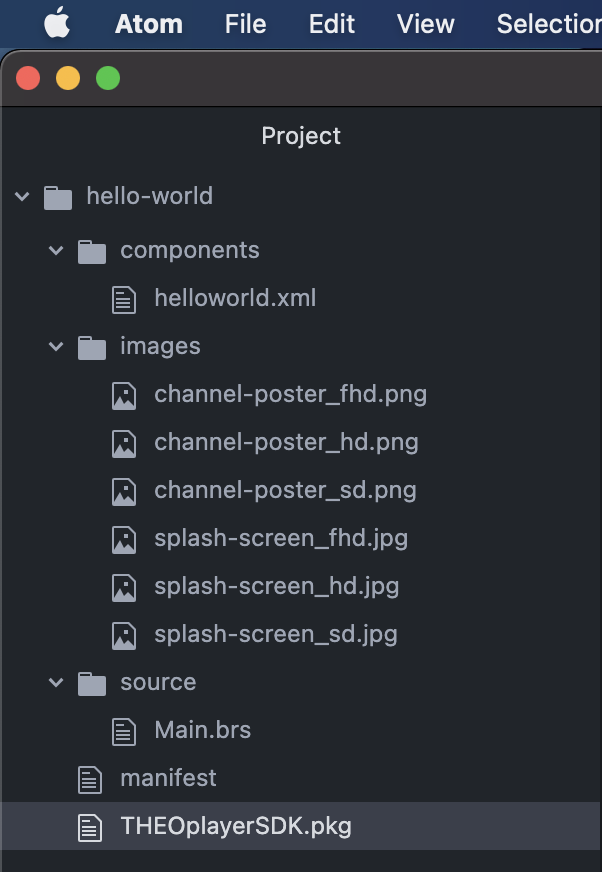 Atom File Edit View Selection
Project
hello-world
components
helloworld.xml
images
channel-poster_fhd.png
channel-poster_hd.png
channel-poster_sd.png
splash-screen_fhd.jpg
splash-screen_hd.jpg
splash-screen_sd.jpg
source
Main.brs
manifest
THEOplayerSDK.pkg